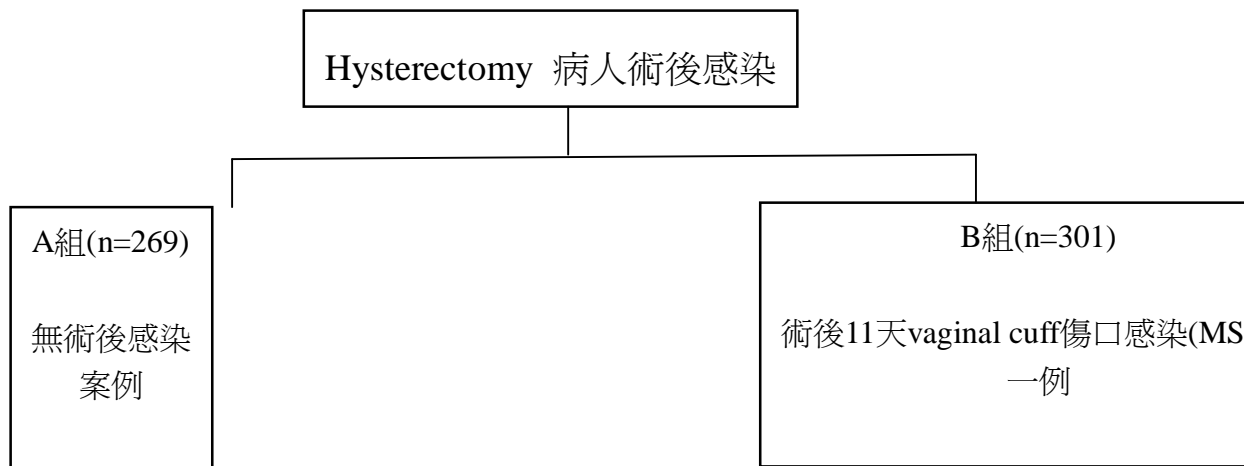 Hysterectomy 病人術後感染
A組(n=269)
無術後感染
案例
B組(n=301)
術後11天vaginal cuff傷口感染(MS
一例